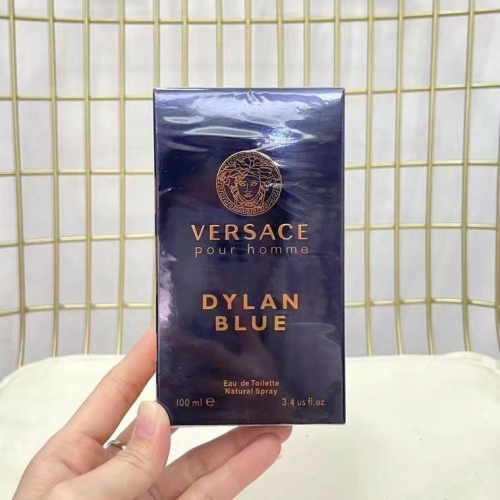 VERSACE
pour homme
DYLAN
BLUE
Eau de Toilette
Natural Spray
100 ml ℮ 3.4 us fl.oz.